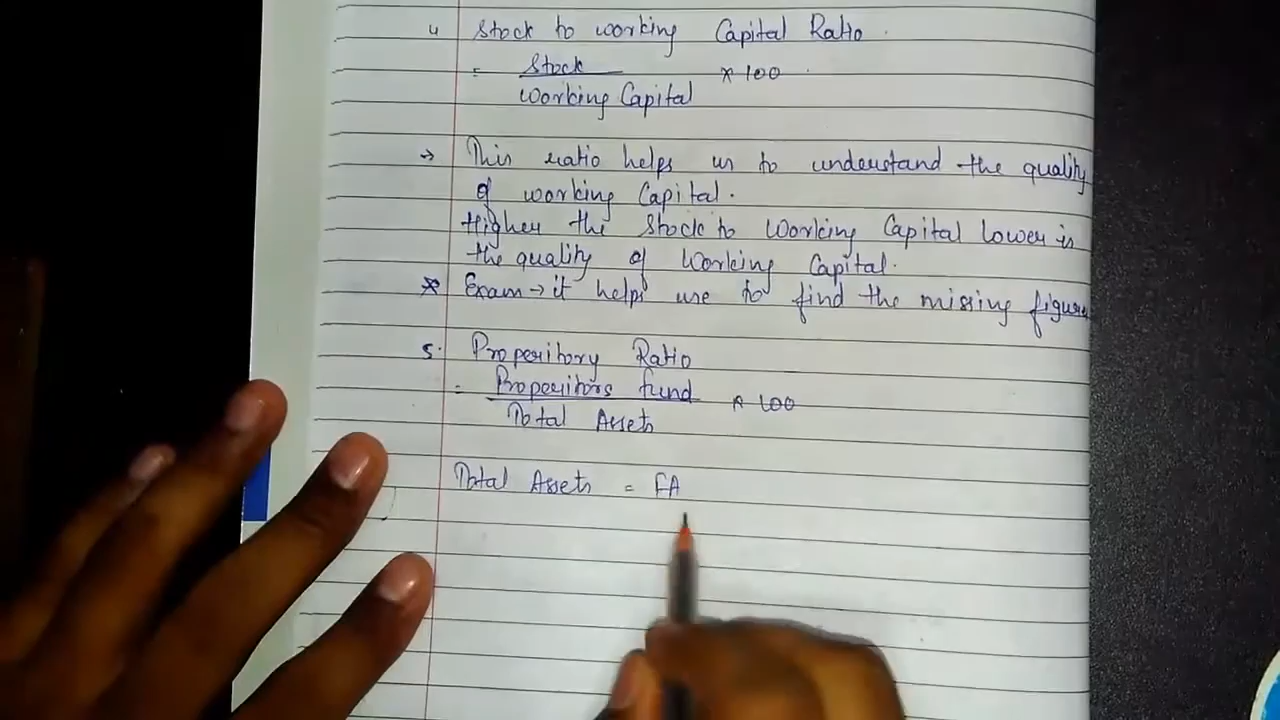 4 Stock to working Capital Ratio.
= Stock / Working Capital * 100.
→ This ratio helps us to understand the quality
of working Capital.
Higher the Stock to Working Capital Lower is
the quality of Working Capital.
* Exam → it helps use to find the missing figure
5. Properitory Ratio
= Properitors fund / Total Assets * 100
Total Assets = FA